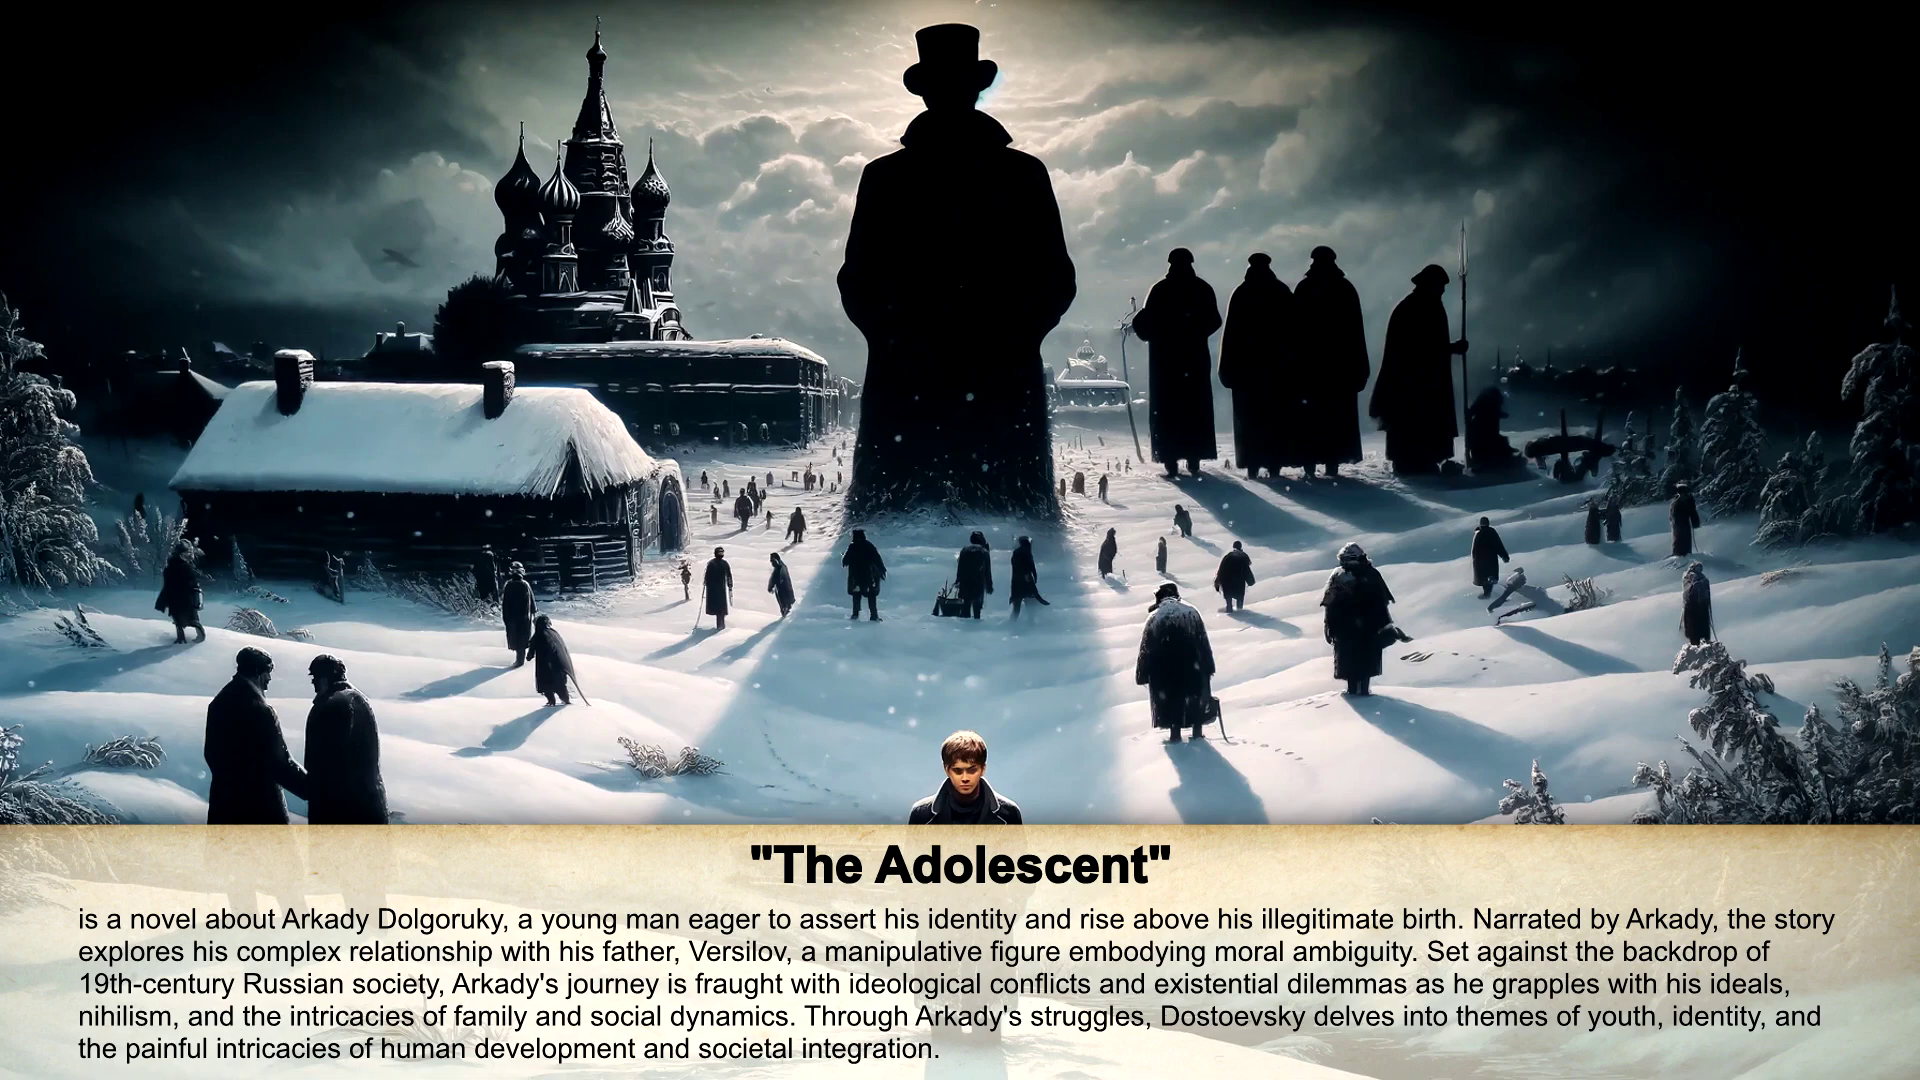 "The Adolescent"
is a novel about Arkady Dolgoruky, a young man eager to assert his identity and rise above his illegitimate birth. Narrated by Arkady, the story
explores his complex relationship with his father, Versilov, a manipulative figure embodying moral ambiguity. Set against the backdrop of
19th-century Russian society, Arkady's journey is fraught with ideological conflicts and existential dilemmas as he grapples with his ideals,
nihilism, and the intricacies of family and social dynamics. Through Arkady's struggles, Dostoevsky delves into themes of youth, identity, and
the painful intricacies of human development and societal integration.